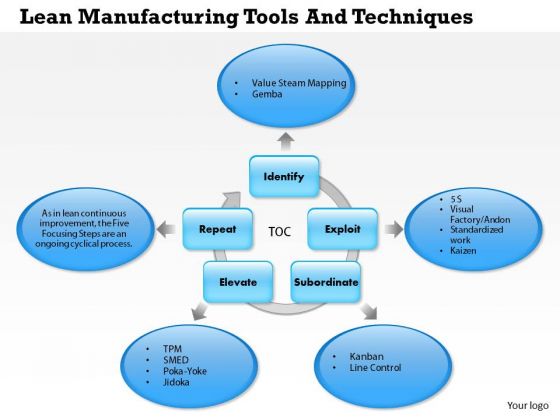 Lean Manufacturing Tools And Techniques
• Value Steam Mapping
• Gemba
Identify
As in lean continuous
improvement, the Five
Focusing Steps are an
ongoing cyclical process.
Repeat
TOC
Exploit
• 5 S
• Visual
Factory/Andon
• Standardized
work
• Kaizen
Elevate
Subordinate
• TPM
• SMED
• Poka-Yoke
• Jidoka
• Kanban
• Line Control
Your logo